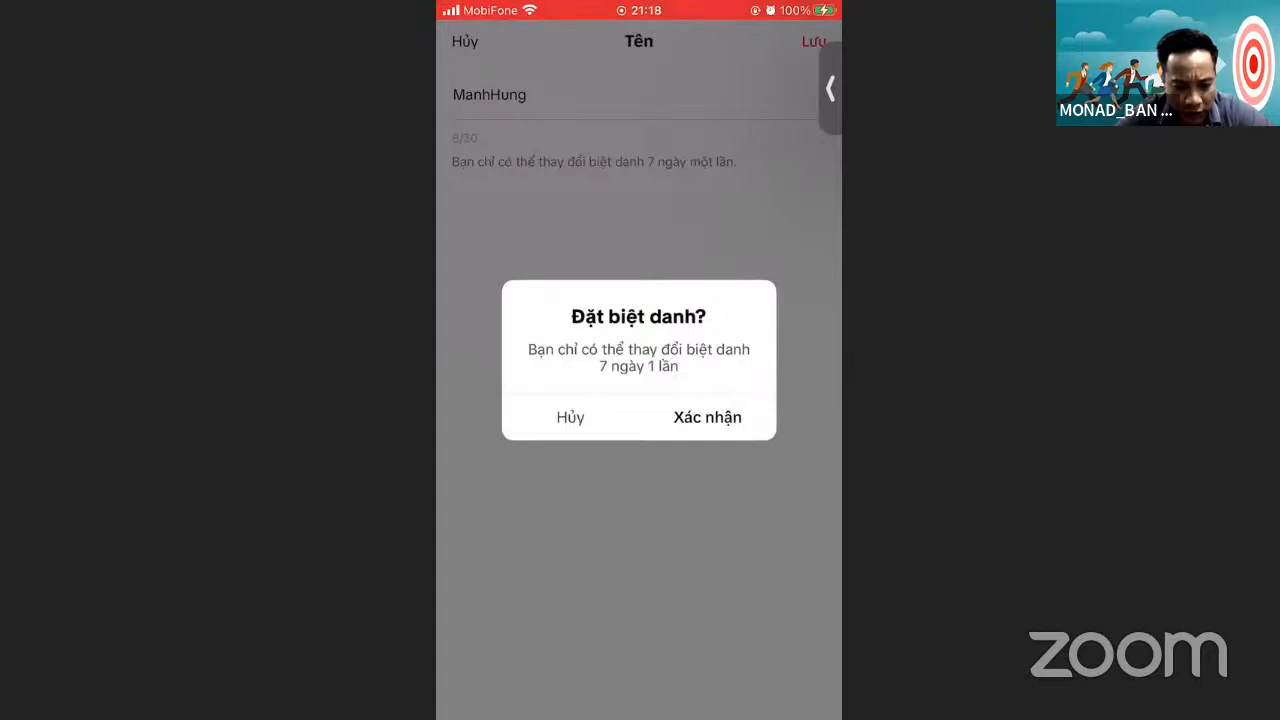 MobiFone 21:18 100%
Hủy Tên Lưu
ManhHung
8/30
Bạn chỉ có thể thay đổi biệt danh 7 ngày một lần.
Đặt biệt danh?
Bạn chỉ có thể thay đổi biệt danh
7 ngày 1 lần
Hủy Xác nhận
MONAD_BAN ...
zoom